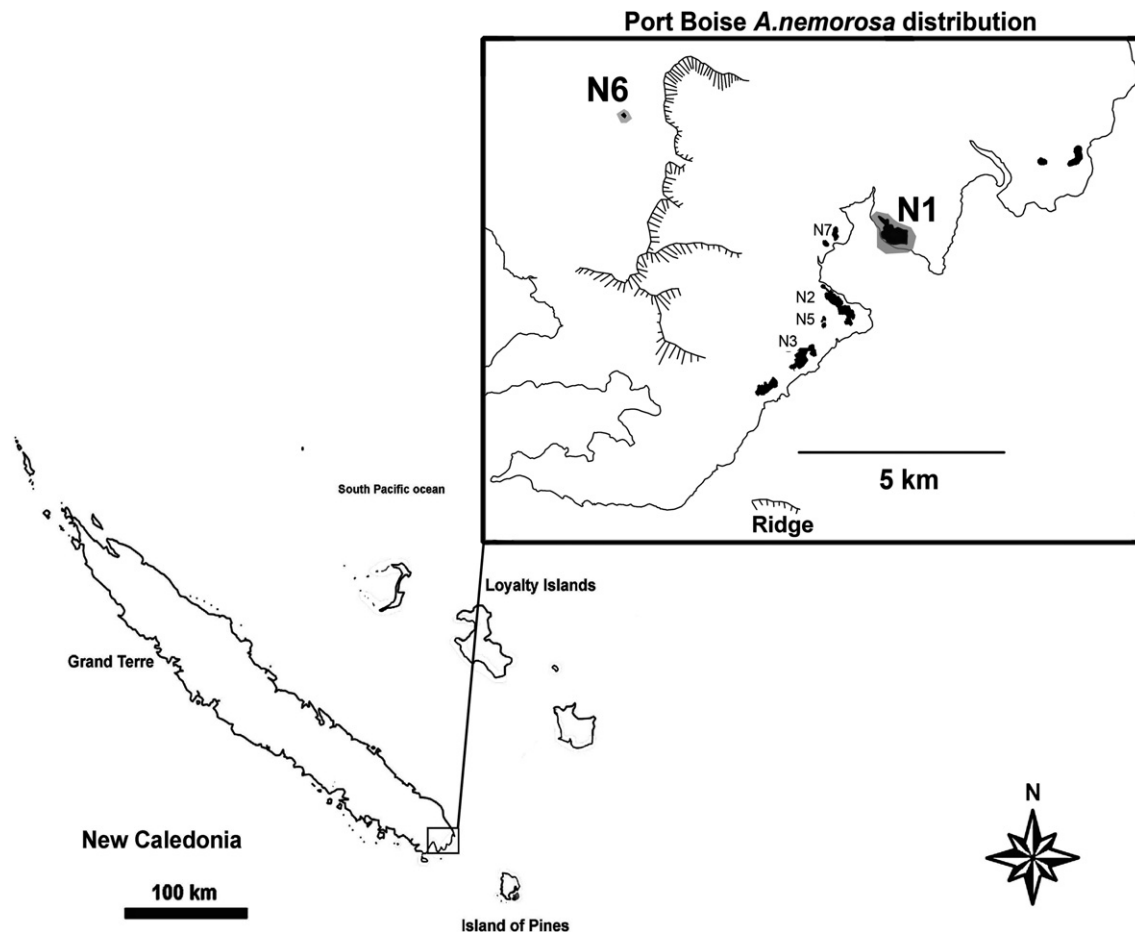 Port Boise A.nemorosa distribution
N6
N1
N7
N2
N5
N3
5 km
Ridge
South Pacific ocean
Loyalty Islands
Grand Terre
N
New Caledonia
100 km
Island of Pines